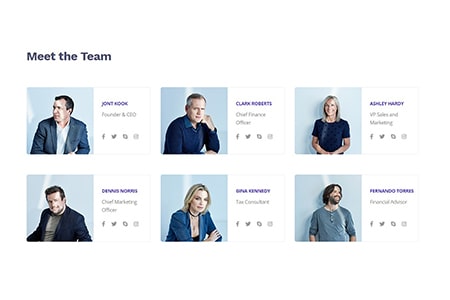 Meet the Team
JONT KOOK
Founder & CEO
CLARK ROBERTS
Chief Finance
Officer
ASHLEY HARDY
VP Sales and
Marketing
DENNIS NORRIS
Chief Marketing
Officer
GINA KENNEDY
Tax Consultant
FERNANDO TORRES
Financial Advisor